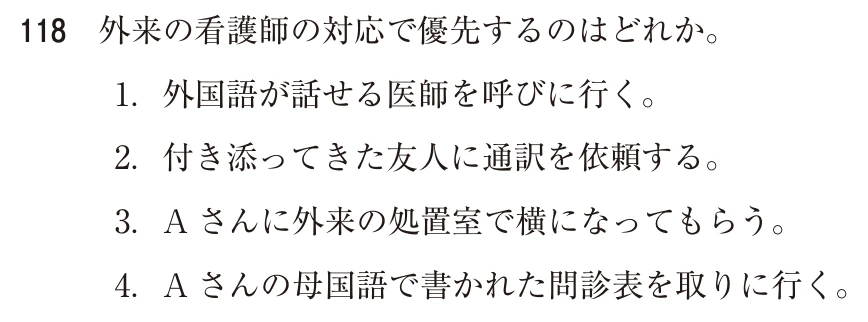 118 外来の看護師の対応で優先するのはどれか。
1. 外国語が話せる医師を呼びに行く。
2. 付き添ってきた友人に通訳を依頼する。
3. A さんに外来の処置室で横になってもらう。
4. A さんの母国語で書かれた問診表を取りに行く。